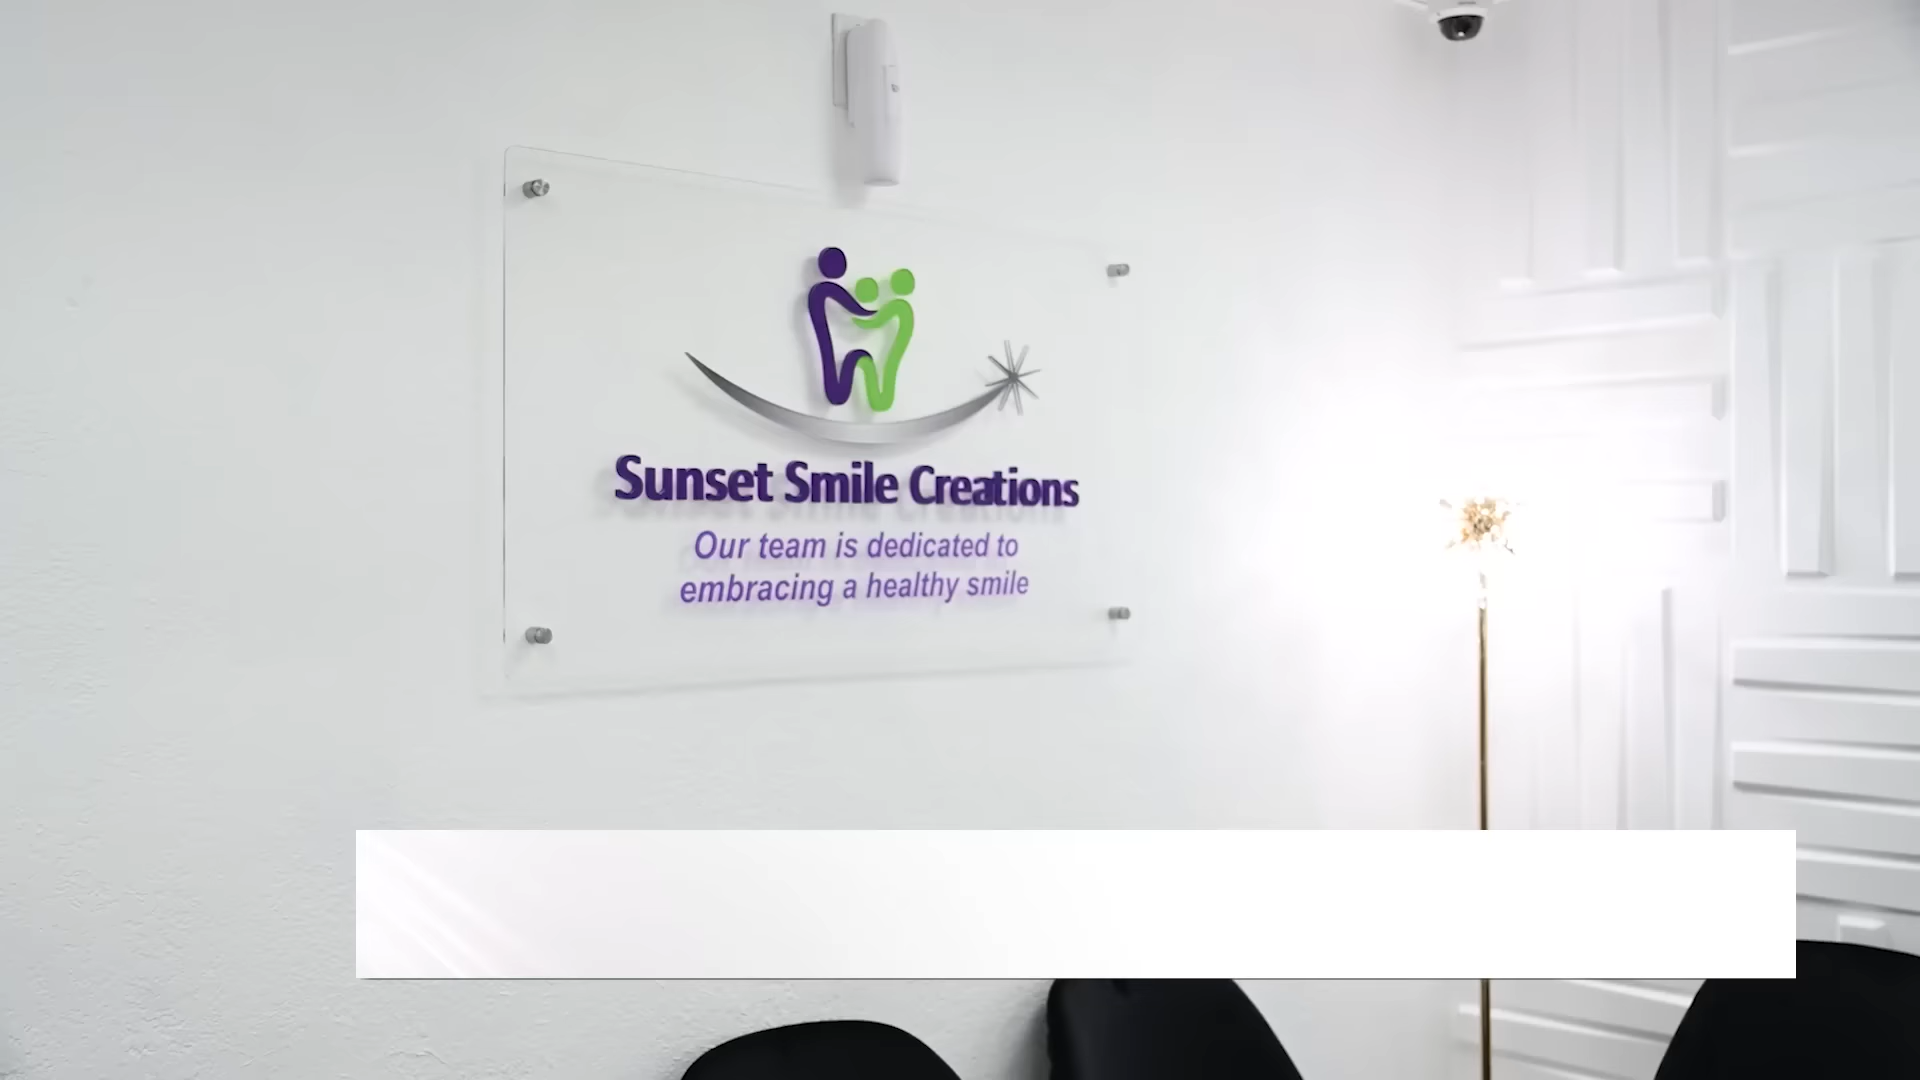 Sunset Smile Creations
Our team is dedicated to
embracing a healthy smile